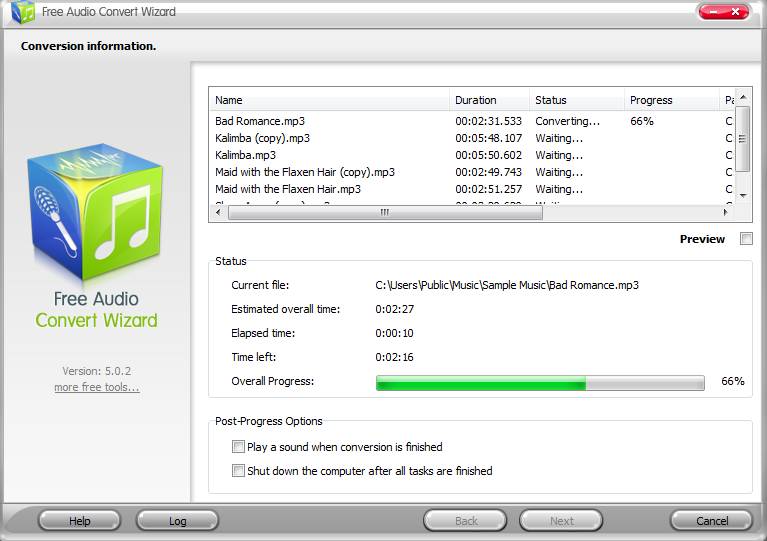 Free Audio Convert Wizard
Conversion information.
Name Duration Status Progress
Bad Romance.mp3 00:02:31.533 Converting... 66% C
Kalimba (copy).mp3 00:05:48.107 Waiting... C
Kalimba.mp3 00:05:50.602 Waiting... C
Maid with the Flaxen Hair (copy).mp3 00:02:49.743 Waiting... C
Maid with the Flaxen Hair.mp3 00:02:51.257 Waiting... C
Preview
Status
Current file: C:\Users\Public\Music\Sample Music\Bad Romance.mp3
Estimated overall time: 0:02:27
Elapsed time: 0:00:10
Time left: 0:02:16
Overall Progress: 66%
Free Audio
Convert Wizard
Version: 5.0.2
more free tools...
Post-Progress Options
Play a sound when conversion is finished
Shut down the computer after all tasks are finished
Help Log Back Next Cancel